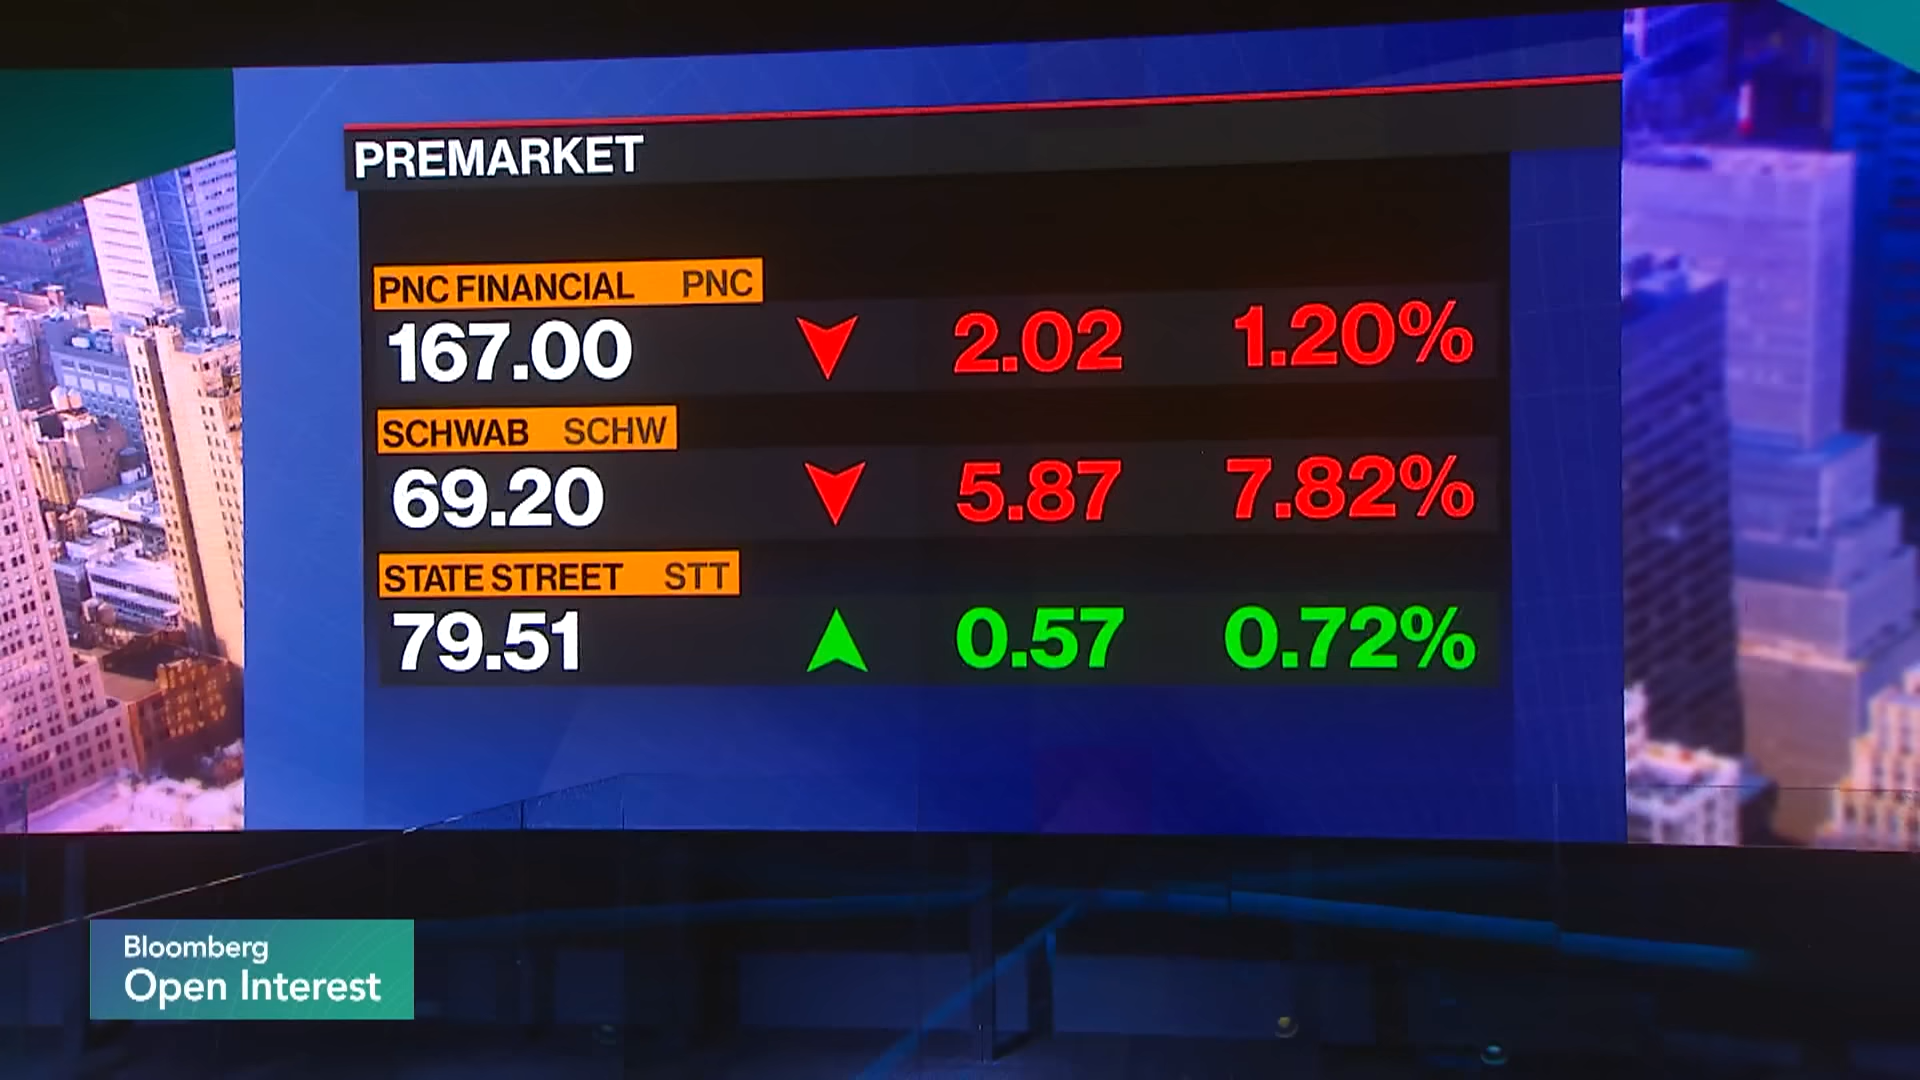 PREMARKET
PNC FINANCIAL PNC
167.00 2.02 1.20%
SCHWAB SCHW
69.20 5.87 7.82%
STATE STREET STT
79.51 0.57 0.72%
Bloomberg
Open Interest